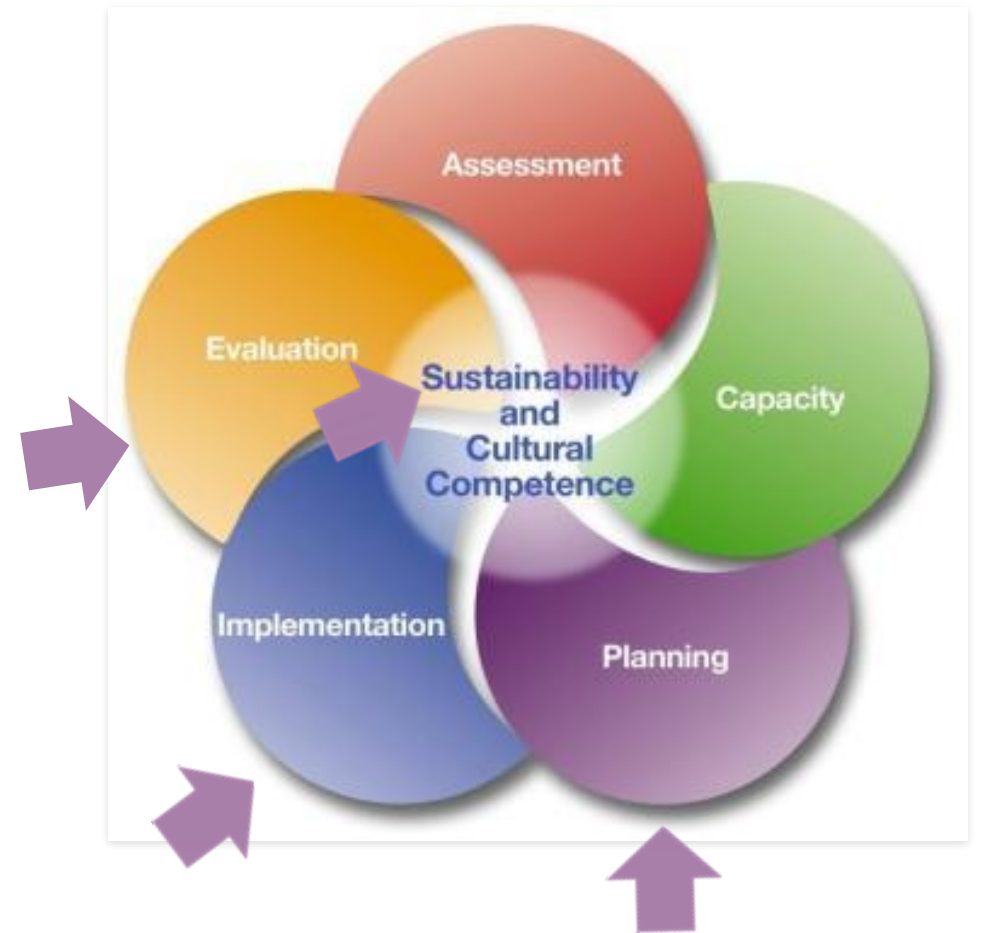 Assessment
Evaluation
Capacity
Sustainability
and
Cultural
Competence
Implementation
Planning